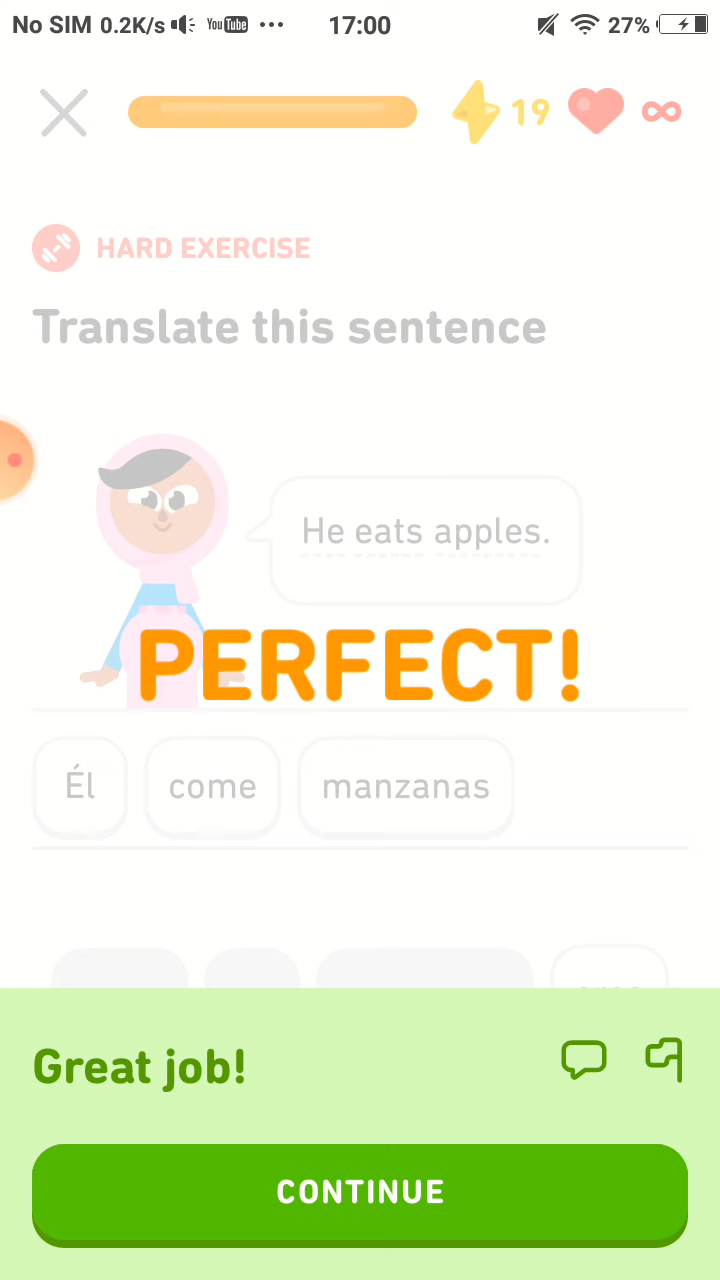 No SIM 0.2K/s YouTube ••• 17:00 27%
19 ∞
HARD EXERCISE
Translate this sentence
He eats apples.
PERFECT!
Él come manzanas
Great job!
CONTINUE